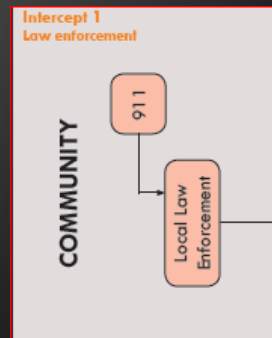 Intercept 1
Law enforcement
COMMUNITY
911
Local Law
Enforcement